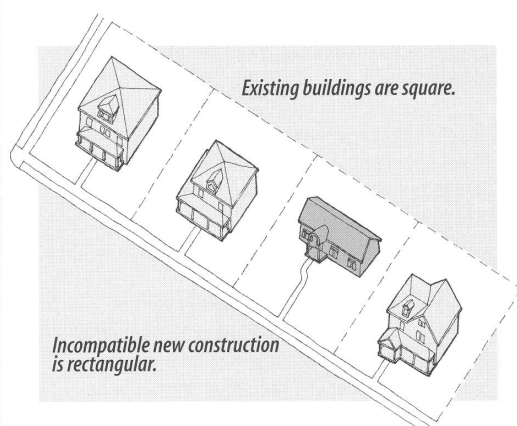 Existing buildings are square.
Incompatible new construction
is rectangular.